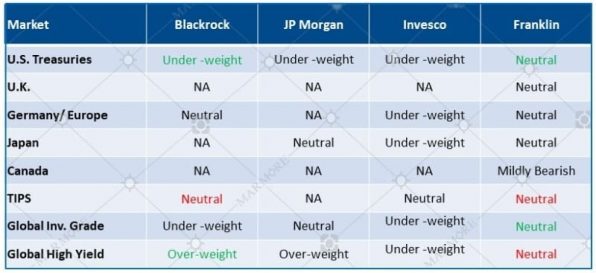 Market Blackrock JP Morgan Invesco Franklin
U.S. Treasuries Under -weight Under -weight Under -weight Neutral
U.K. NA NA NA Neutral
Germany/ Europe Neutral NA Under -weight Neutral
Japan NA Neutral Under -weight Neutral
Canada NA NA NA Mildly Bearish
TIPS Neutral NA Neutral Neutral
Global Inv. Grade Under -weight Neutral Under -weight Neutral
Global High Yield Over-weight Over-weight Under -weight Neutral
MARMORE